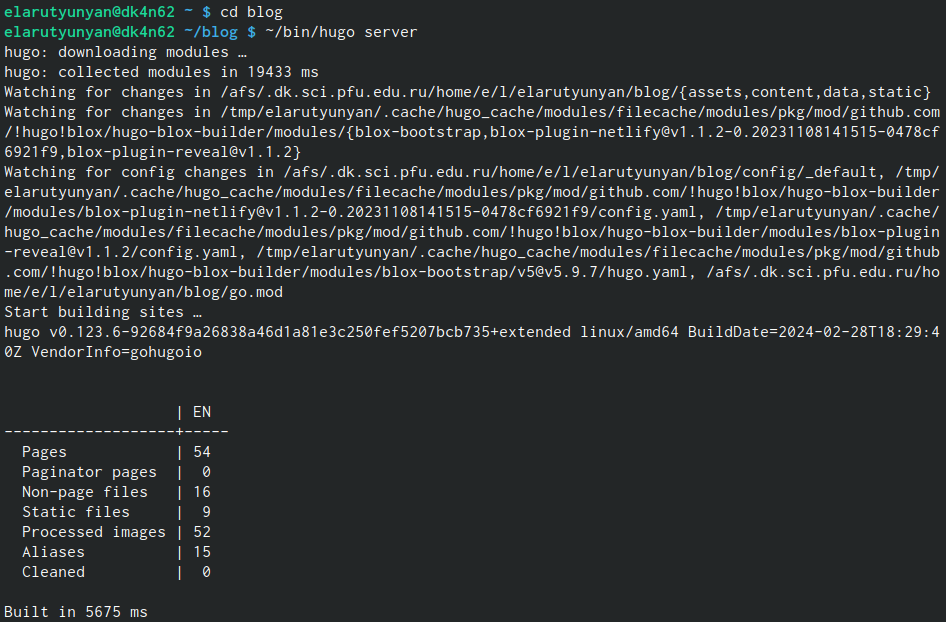 elarutyunyan@dk4n62 ~ $ cd blog
elarutyunyan@dk4n62 ~/blog $ ~/bin/hugo server
hugo: downloading modules …
hugo: collected modules in 19433 ms
Watching for changes in /afs/.dk.sci.pfu.edu.ru/home/e/l/elarutyunyan/blog/{assets,content,data,static}
Watching for changes in /tmp/elarutyunyan/.cache/hugo_cache/modules/filecache/modules/pkg/mod/github.com
/!hugo!blox/hugo-blox-builder/modules/{blox-bootstrap,blox-plugin-netlify@v1.1.2-0.20231108141515-0478cf
6921f9,blox-plugin-reveal@v1.1.2}
Watching for config changes in /afs/.dk.sci.pfu.edu.ru/home/e/l/elarutyunyan/blog/config/_default, /tmp/
elarutyunyan/.cache/hugo_cache/modules/filecache/modules/pkg/mod/github.com/!hugo!blox/hugo-blox-builder
/modules/blox-plugin-netlify@v1.1.2-0.20231108141515-0478cf6921f9/config.yaml, /tmp/elarutyunyan/.cache/
hugo_cache/modules/filecache/modules/pkg/mod/github.com/!hugo!blox/hugo-blox-builder/modules/blox-plugin
-reveal@v1.1.2/config.yaml, /tmp/elarutyunyan/.cache/hugo_cache/modules/filecache/modules/pkg/mod/github
.com/!hugo!blox/hugo-blox-builder/modules/blox-bootstrap/v5@v5.9.7/hugo.yaml, /afs/.dk.sci.pfu.edu.ru/ho
me/e/l/elarutyunyan/blog/go.mod
Start building sites …
hugo v0.123.6-92684f9a26838a46d1a81e3c250fef5207bcb735+extended linux/amd64 BuildDate=2024-02-28T18:29:4
0Z VendorInfo=gohugoio
                   | EN
-------------------+-----
  Pages            | 54
  Paginator pages  |  0
  Non-page files   | 16
  Static files     |  9
  Processed images | 52
  Aliases          | 15
  Cleaned          |  0
Built in 5675 ms